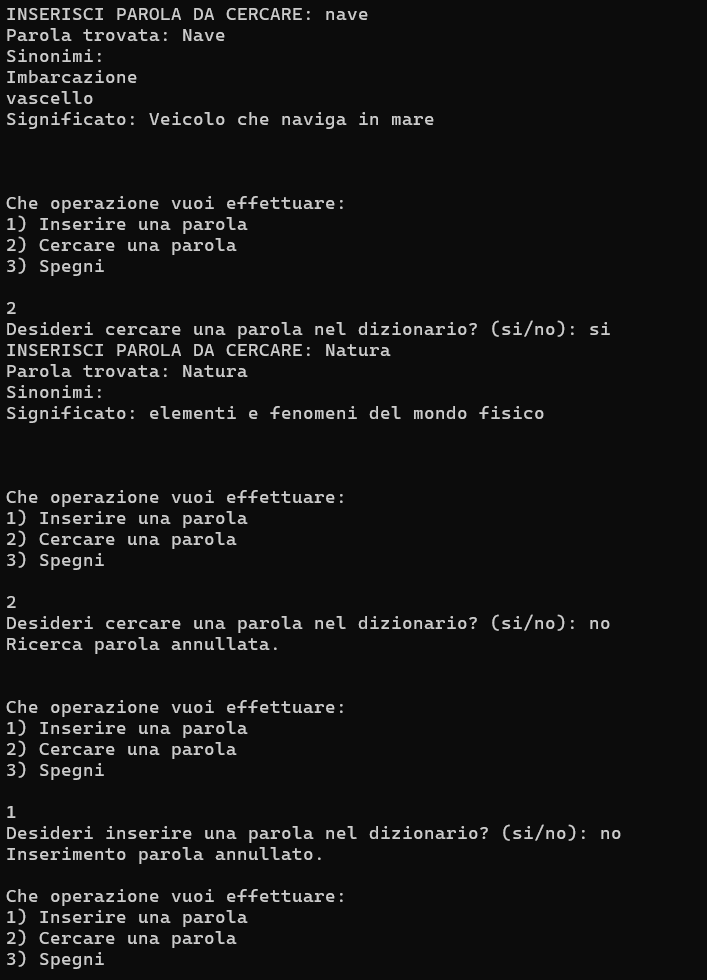 INSERISCI PAROLA DA CERCARE: nave
Parola trovata: Nave
Sinonimi:
Imbarcazione
vascello
Significato: Veicolo che naviga in mare
Che operazione vuoi effettuare:
1) Inserire una parola
2) Cercare una parola
3) Spegni
2
Desideri cercare una parola nel dizionario? (si/no): si
INSERISCI PAROLA DA CERCARE: Natura
Parola trovata: Natura
Sinonimi:
Significato: elementi e fenomeni del mondo fisico
Che operazione vuoi effettuare:
1) Inserire una parola
2) Cercare una parola
3) Spegni
2
Desideri cercare una parola nel dizionario? (si/no): no
Ricerca parola annullata.
Che operazione vuoi effettuare:
1) Inserire una parola
2) Cercare una parola
3) Spegni
1
Desideri inserire una parola nel dizionario? (si/no): no
Inserimento parola annullato.
Che operazione vuoi effettuare:
1) Inserire una parola
2) Cercare una parola
3) Spegni